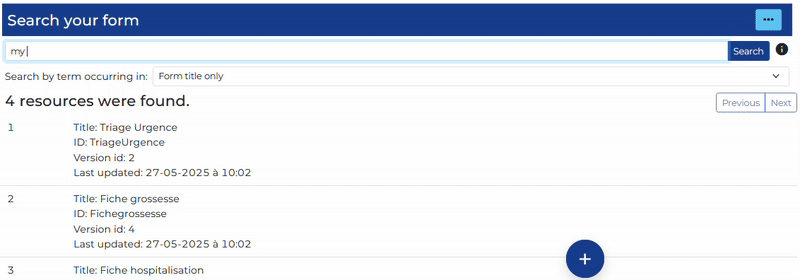 Search your form
...
my
Search
Search by term occurring in: Form title only
4 resources were found.
Previous Next
1
Title: Triage Urgence
ID: TriageUrgence
Version id: 2
Last updated: 27-05-2025 à 10:02
2
Title: Fiche grossesse
ID: Fichegrossesse
Version id: 4
Last updated: 27-05-2025 à 10:02
3
Title: Fiche hospitalisation